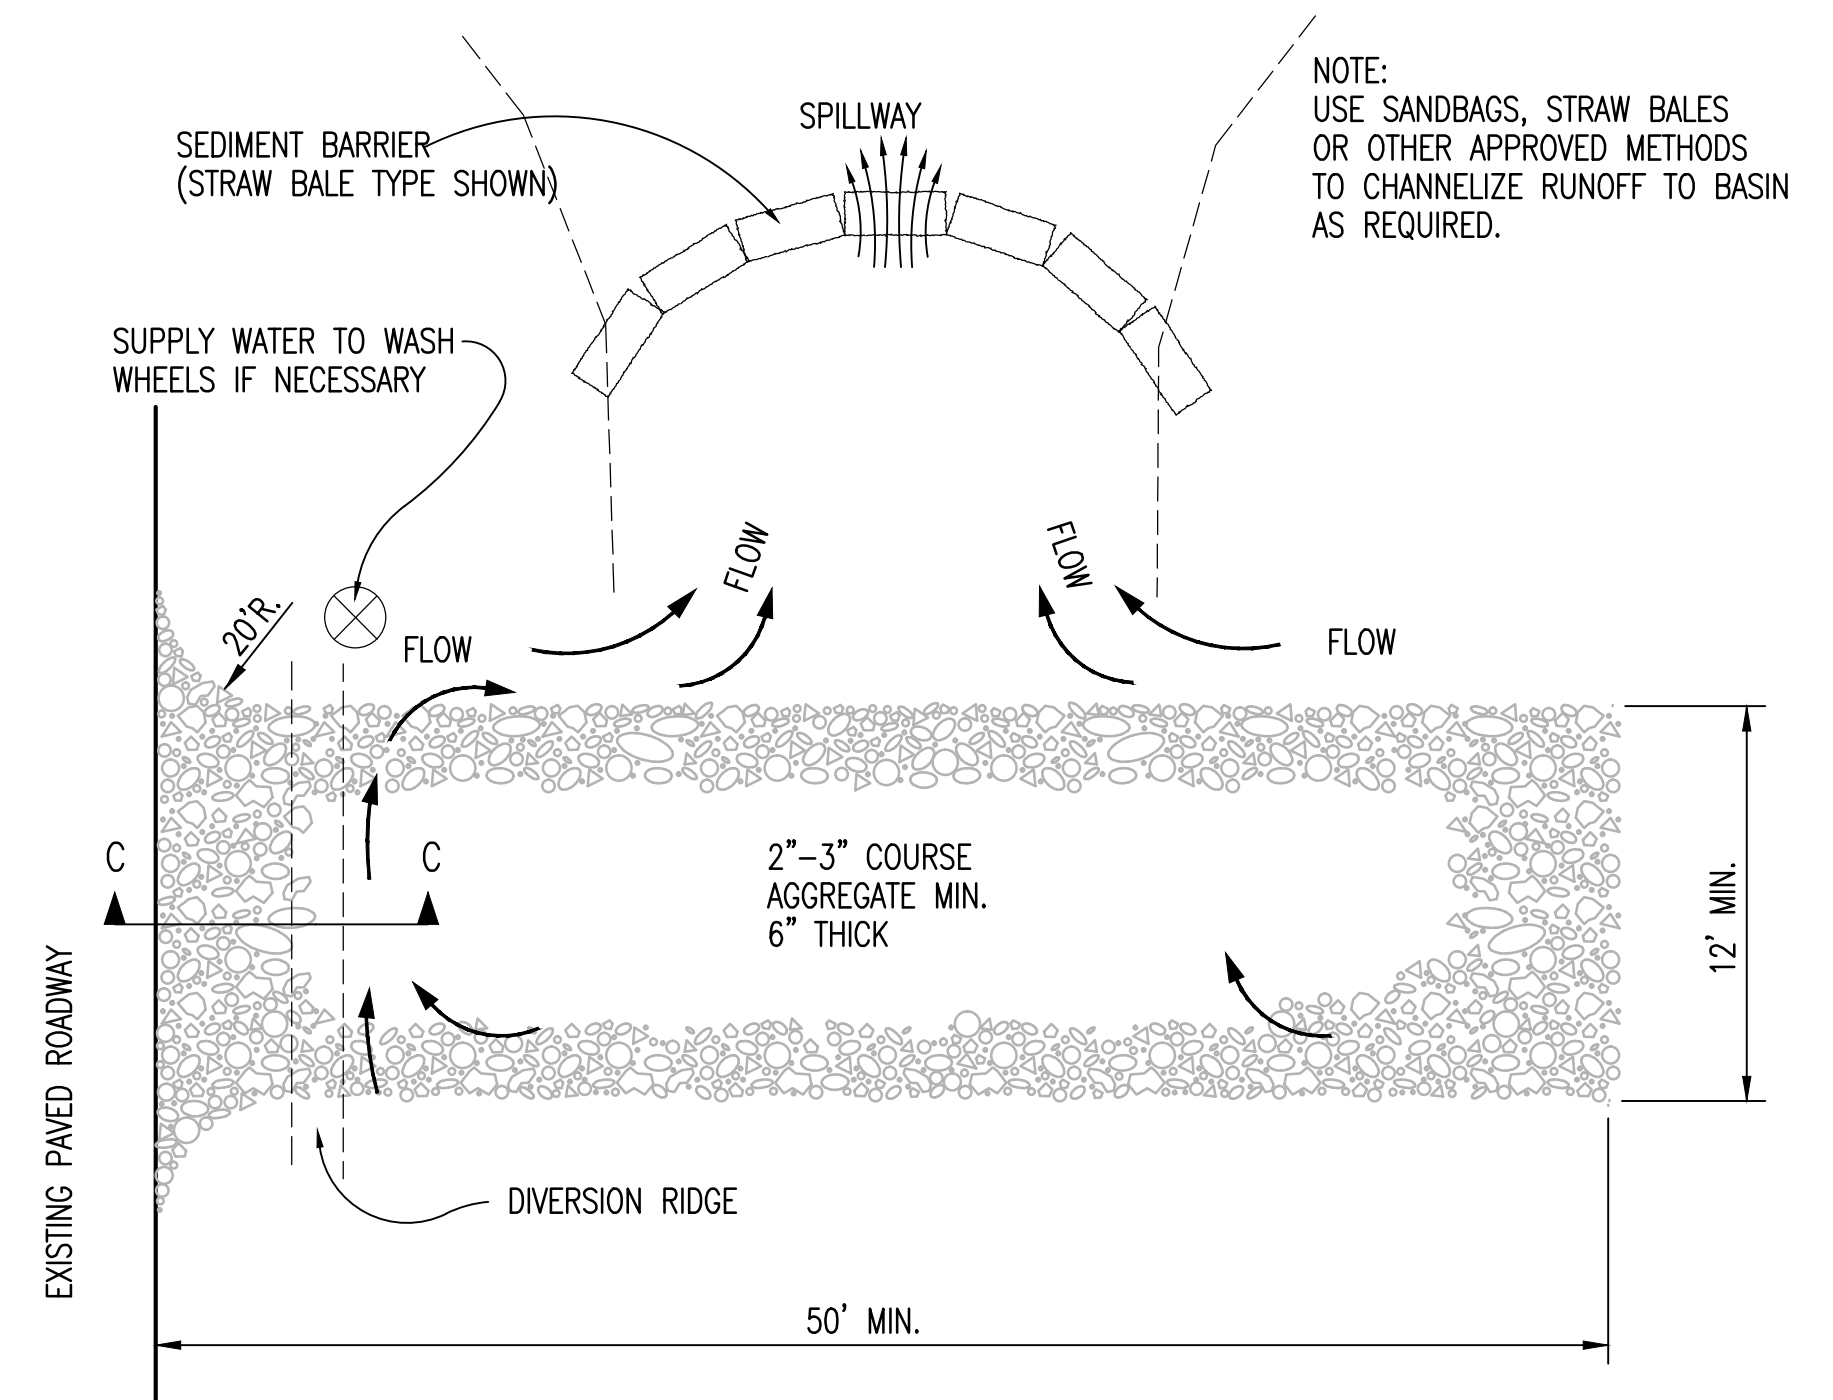 NOTE:
USE SANDBAGS, STRAW BALES
OR OTHER APPROVED METHODS
TO CHANNELIZE RUNOFF TO BASIN
AS REQUIRED.
SPILLWAY
SEDIMENT BARRIER
(STRAW BALE TYPE SHOWN)
SUPPLY WATER TO WASH
WHEELS IF NECESSARY
20'R.
FLOW
FLOW
FLOW
FLOW
C
C
2"-3" COURSE
AGGREGATE MIN.
6" THICK
12' MIN.
EXISTING PAVED ROADWAY
DIVERSION RIDGE
50' MIN.